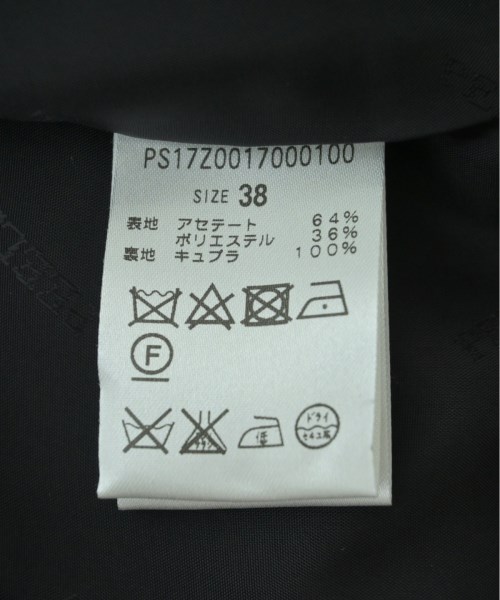 PS17Z0017000100
SIZE 38
表地 アセテート 64%
ポリエステル 36%
裏地 キュプラ 100%
F
低
ドライ
セキユ系